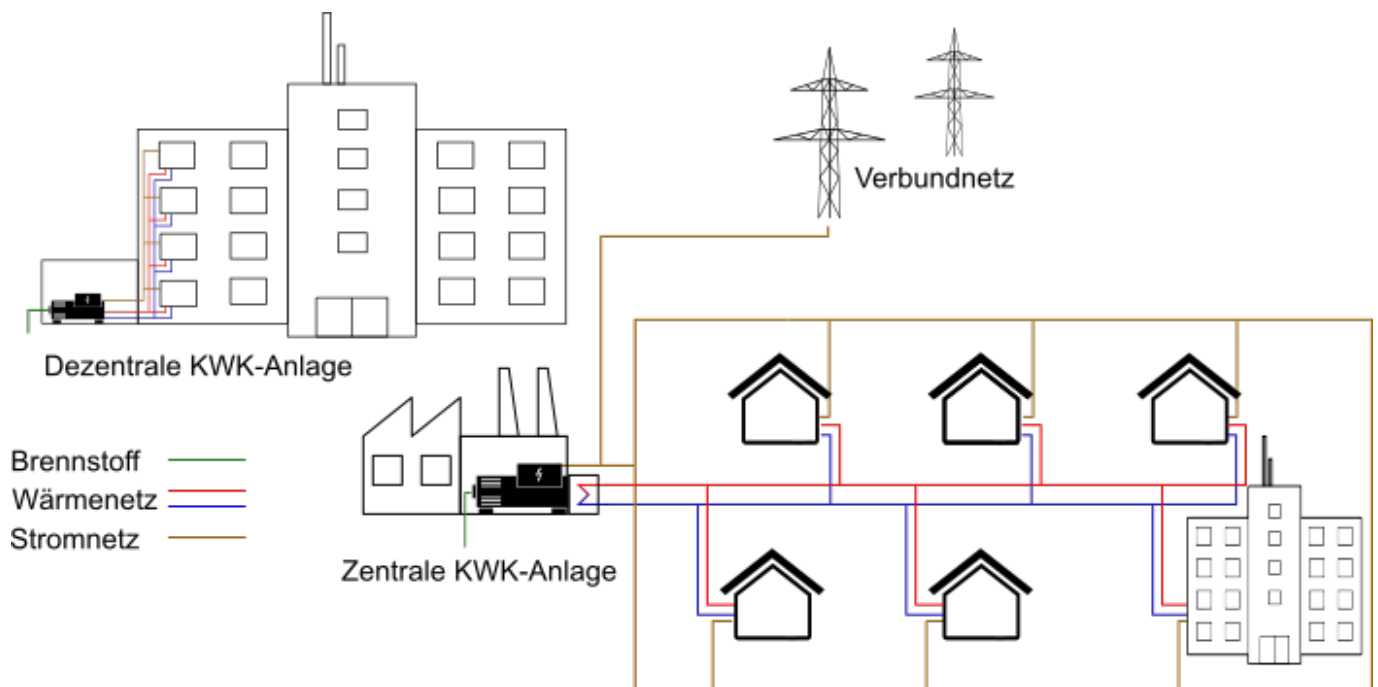 Verbundnetz
Dezentrale KWK-Anlage
Brennstoff
Wärmenetz
Stromnetz
Zentrale KWK-Anlage